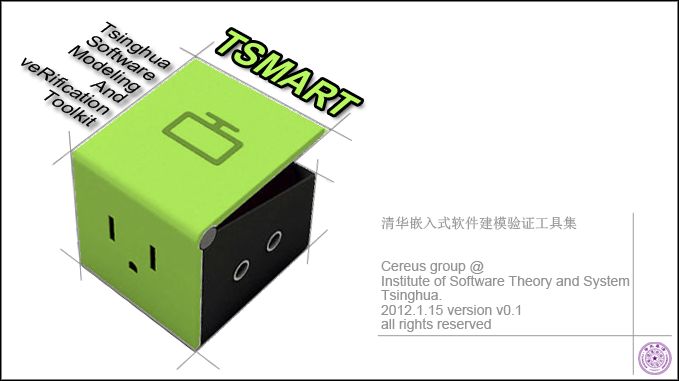 Tsinghua
Software
Modeling
And
veRification
Toolkit
TSMART
清华嵌入式软件建模验证工具集
Cereus group @
Institute of Software Theory and System
Tsinghua.
2012.1.15 version v0.1
all rights reserved